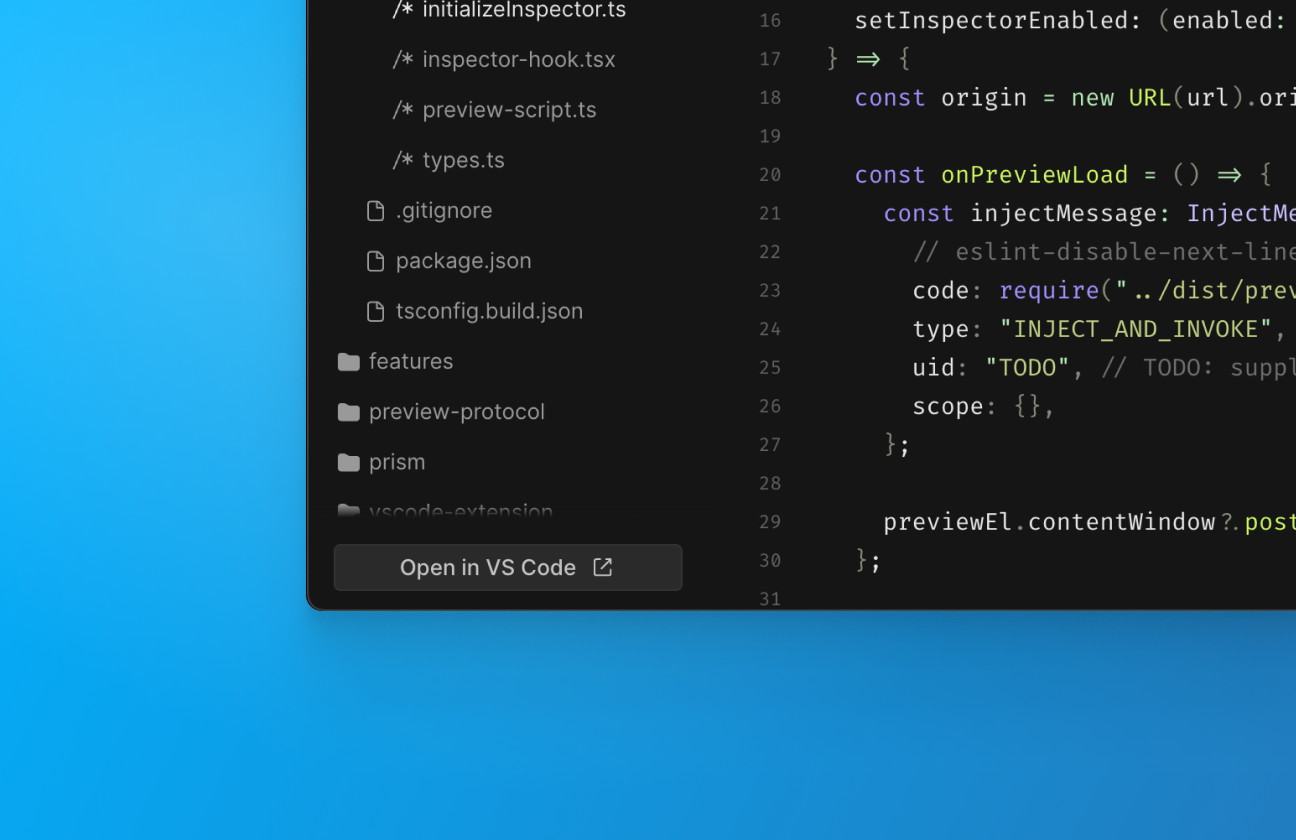 /* initializeInspector.ts
/* inspector-hook.tsx
/* preview-script.ts
/* types.ts
.gitignore
package.json
tsconfig.build.json
features
preview-protocol
prism
vscode-extension
Open in VS Code
16 setInspectorEnabled: (enabled:
17 } => {
18 const origin = new URL(url).ori
19
20 const onPreviewLoad = () => {
21 const injectMessage: InjectMe
22 // eslint-disable-next-line
23 code: require("../dist/prev
24 type: "INJECT_AND_INVOKE",
25 uid: "TODO", // TODO: suppl
26 scope: {},
27 };
28
29 previewEl.contentWindow?.post
30 };
31